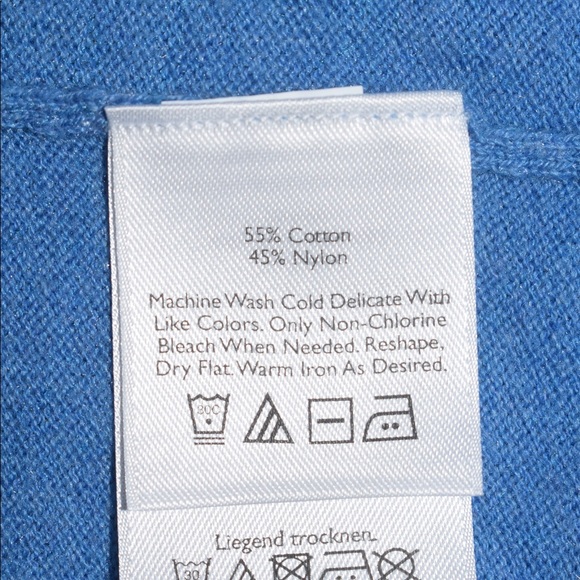 55% Cotton
45% Nylon
Machine Wash Cold Delicate With
Like Colors. Only Non-Chlorine
Bleach When Needed. Reshape,
Dry Flat. Warm Iron As Desired.
30C
Liegend trocknen.
30